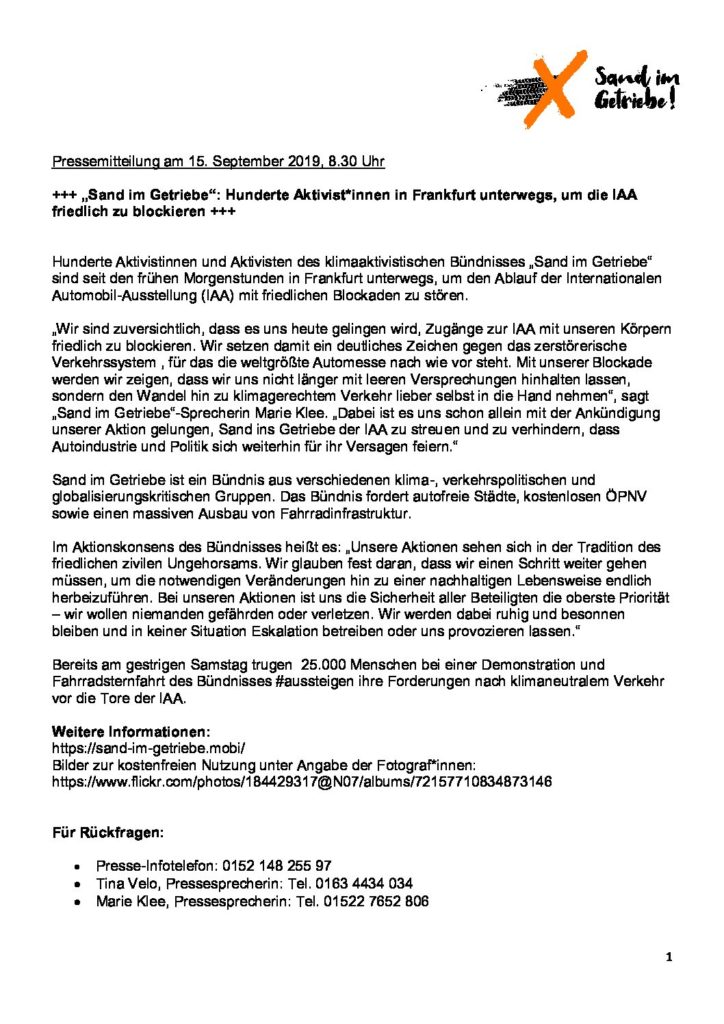 Sand im
Getriebe!
Pressemitteilung am 15. September 2019, 8.30 Uhr
+++ „Sand im Getriebe“: Hunderte Aktivist*innen in Frankfurt unterwegs, um die IAA
friedlich zu blockieren +++
Hunderte Aktivistinnen und Aktivisten des klimaaktivistischen Bündnisses „Sand im Getriebe“
sind seit den frühen Morgenstunden in Frankfurt unterwegs, um den Ablauf der Internationalen
Automobil-Ausstellung (IAA) mit friedlichen Blockaden zu stören.
„Wir sind zuversichtlich, dass es uns heute gelingen wird, Zugänge zur IAA mit unseren Körpern
friedlich zu blockieren. Wir setzen damit ein deutliches Zeichen gegen das zerstörerische
Verkehrssystem , für das die weltgrößte Automesse nach wie vor steht. Mit unserer Blockade
werden wir zeigen, dass wir uns nicht länger mit leeren Versprechungen hinhalten lassen,
sondern den Wandel hin zu klimagerechtem Verkehr lieber selbst in die Hand nehmen“, sagt
„Sand im Getriebe“-Sprecherin Marie Klee. „Dabei ist es uns schon allein mit der Ankündigung
unserer Aktion gelungen, Sand ins Getriebe der IAA zu streuen und zu verhindern, dass
Autoindustrie und Politik sich weiterhin für ihr Versagen feiern.“
Sand im Getriebe ist ein Bündnis aus verschiedenen klima-, verkehrspolitischen und
globalisierungskritischen Gruppen. Das Bündnis fordert autofreie Städte, kostenlosen ÖPNV
sowie einen massiven Ausbau von Fahrradinfrastruktur.
Im Aktionskonsens des Bündnisses heißt es: „Unsere Aktionen sehen sich in der Tradition des
friedlichen zivilen Ungehorsams. Wir glauben fest daran, dass wir einen Schritt weiter gehen
müssen, um die notwendigen Veränderungen hin zu einer nachhaltigen Lebensweise endlich
herbeizuführen. Bei unseren Aktionen ist uns die Sicherheit aller Beteiligten die oberste Priorität
– wir wollen niemanden gefährden oder verletzen. Wir werden dabei ruhig und besonnen
bleiben und in keiner Situation Eskalation betreiben oder uns provozieren lassen.“
Bereits am gestrigen Samstag trugen 25.000 Menschen bei einer Demonstration und
Fahrradsternfahrt des Bündnisses #aussteigen ihre Forderungen nach klimaneutralem Verkehr
vor die Tore der IAA.
Weitere Informationen:
https://sand-im-getriebe.mobi/
Bilder zur kostenfreien Nutzung unter Angabe der Fotograf*innen:
https://www.flickr.com/photos/184429317@N07/albums/72157710834873146
Für Rückfragen:
• Presse-Infotelefon: 0152 148 255 97
• Tina Velo, Pressesprecherin: Tel. 0163 4434 034
• Marie Klee, Pressesprecherin: Tel. 01522 7652 806
1